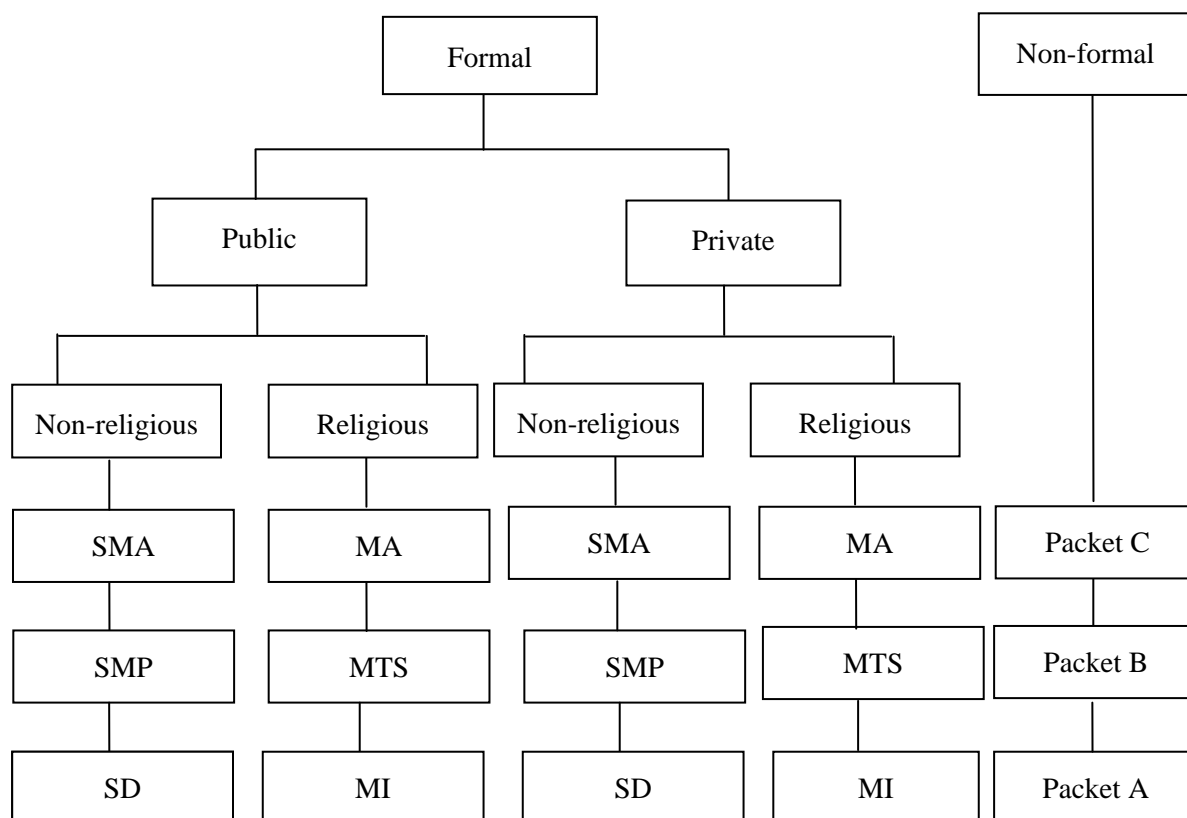 Formal
Non-formal
Public
Private
Non-religious
Religious
Non-religious
Religious
SMA
MA
SMA
MA
Packet C
SMP
MTS
SMP
MTS
Packet B
SD
MI
SD
MI
Packet A